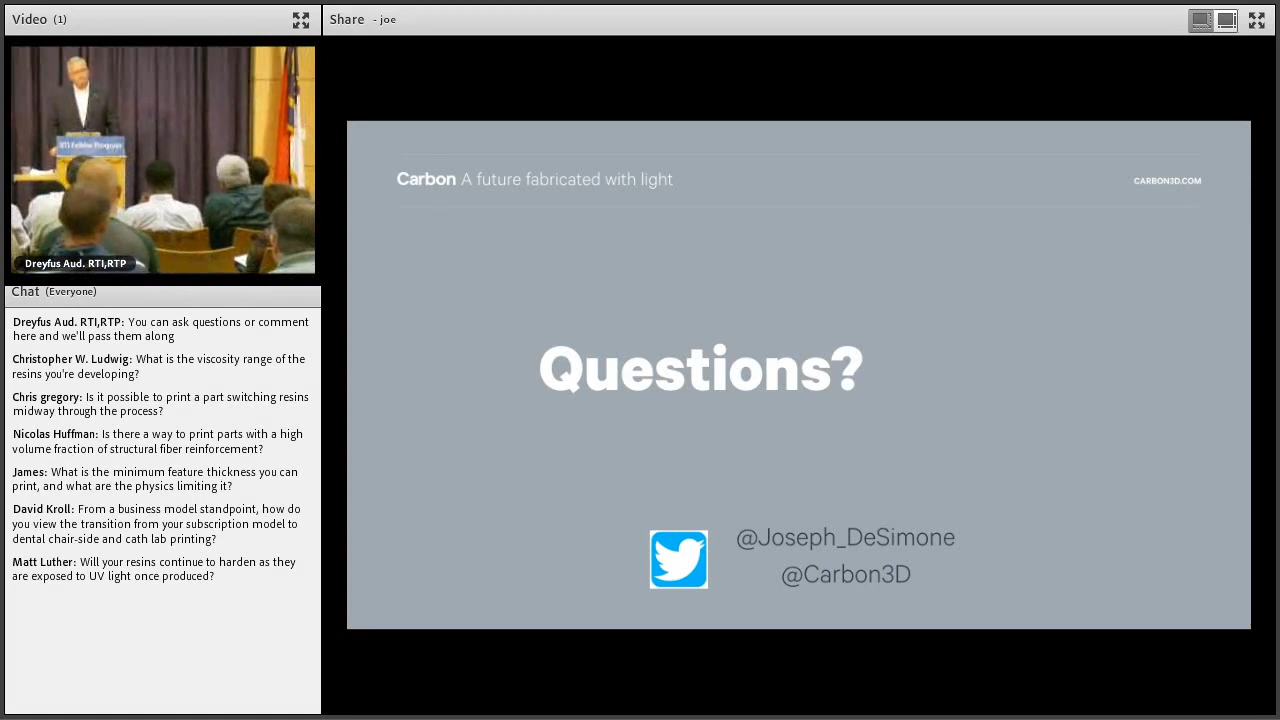 Video (1)
Share - joe
RTI Fellow Program
Dreyfus Aud. RTI,RTP
Chat (Everyone)
Dreyfus Aud. RTI,RTP: You can ask questions or comment
here and we'll pass them along
Christopher W. Ludwig: What is the viscosity range of the
resins you're developing?
Chris gregory: Is it possible to print a part switching resins
midway through the process?
Nicolas Huffman: Is there a way to print parts with a high
volume fraction of structural fiber reinforcement?
James: What is the minimum feature thickness you can
print, and what are the physics limiting it?
David Kroll: From a business model standpoint, how do
you view the transition from your subscription model to
dental chair-side and cath lab printing?
Matt Luther: Will your resins continue to harden as they
are exposed to UV light once produced?
Carbon A future fabricated with light
CARBON3D.COM
Questions?
@Joseph_DeSimone
@Carbon3D